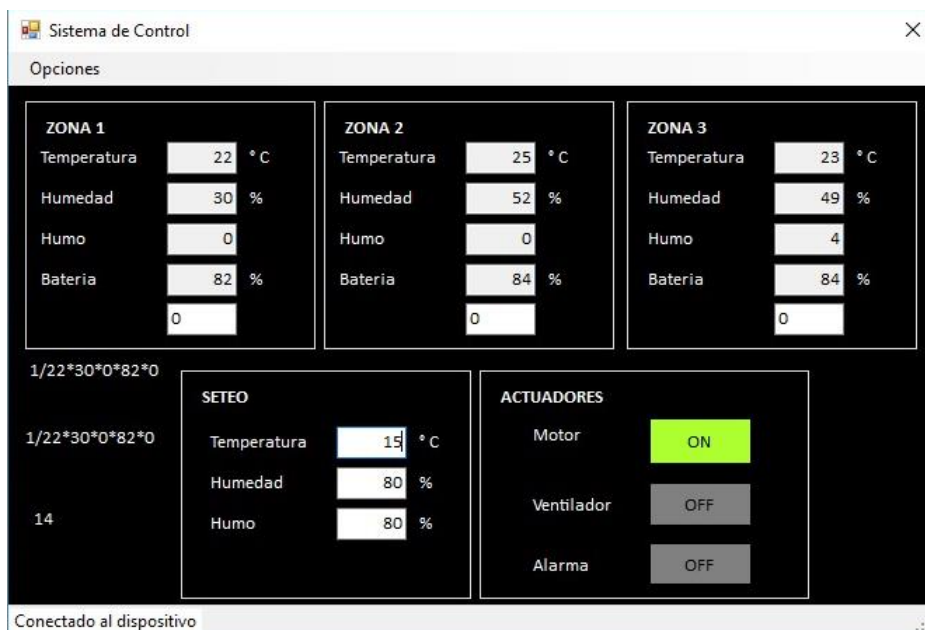 Sistema de Control
Opciones
ZONA 1
Temperatura 22 ° C
Humedad 30 %
Humo 0
Bateria 82 %
0
ZONA 2
Temperatura 25 ° C
Humedad 52 %
Humo 0
Bateria 84 %
0
ZONA 3
Temperatura 23 ° C
Humedad 49 %
Humo 4
Bateria 84 %
0
1/22*30*0*82*0
1/22*30*0*82*0
14
SETEO
Temperatura 15 ° C
Humedad 80 %
Humo 80 %
ACTUADORES
Motor ON
Ventilador OFF
Alarma OFF
Conectado al dispositivo